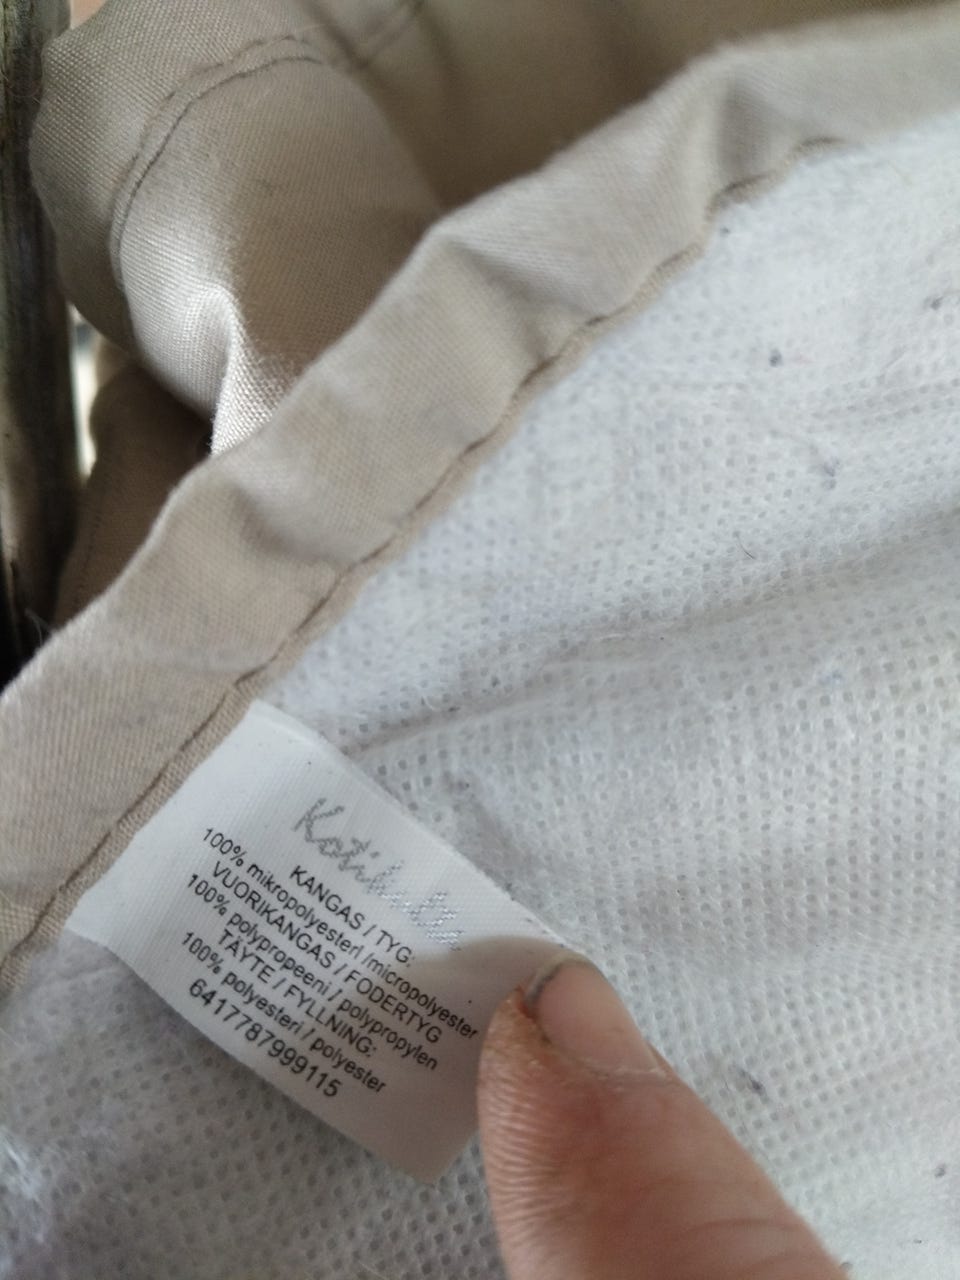 KANGAS / TYG:
100% mikropolyesteri /micropolyester
VUORIKANGAS / FODERTYG
100% polypropeeni / polypropylen
TÄYTE / FYLLNING:
100% polyesteri / polyester
6417787999115